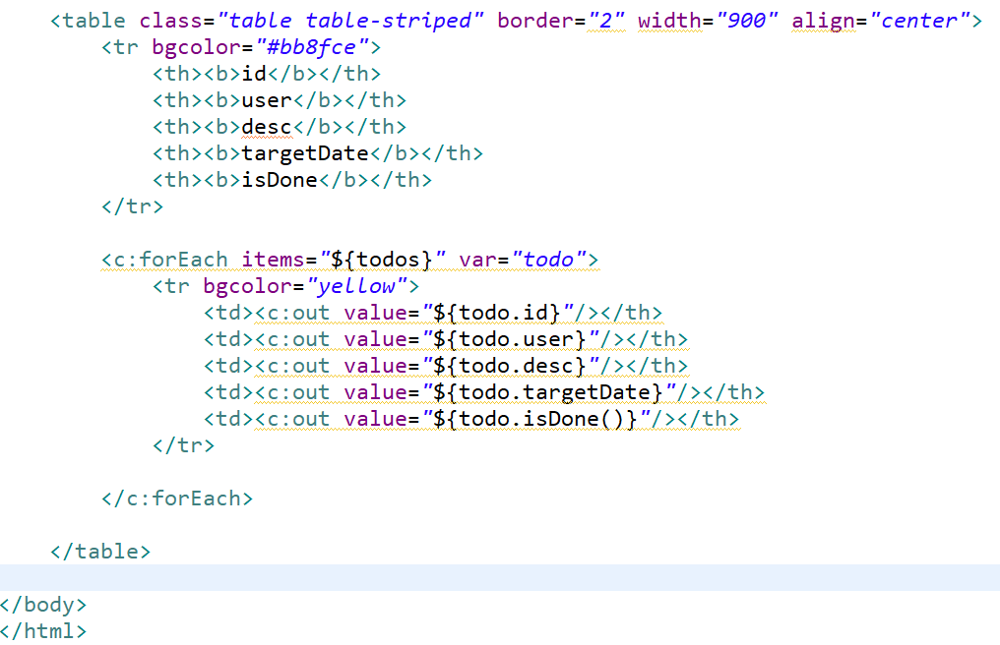 <table class="table table-striped" border="2" width="900" align="center">
<tr bgcolor="#bb8fce">
<th><b>id</b></th>
<th><b>user</b></th>
<th><b>desc</b></th>
<th><b>targetDate</b></th>
<th><b>isDone</b></th>
</tr>
<c:forEach items="${todos}" var="todo">
<tr bgcolor="yellow">
<td><c:out value="${todo.id}"/></th>
<td><c:out value="${todo.user}"/></th>
<td><c:out value="${todo.desc}"/></th>
<td><c:out value="${todo.targetDate}"/></th>
<td><c:out value="${todo.isDone()}"/></th>
</tr>
</c:forEach>
</table>
</body>
</html>